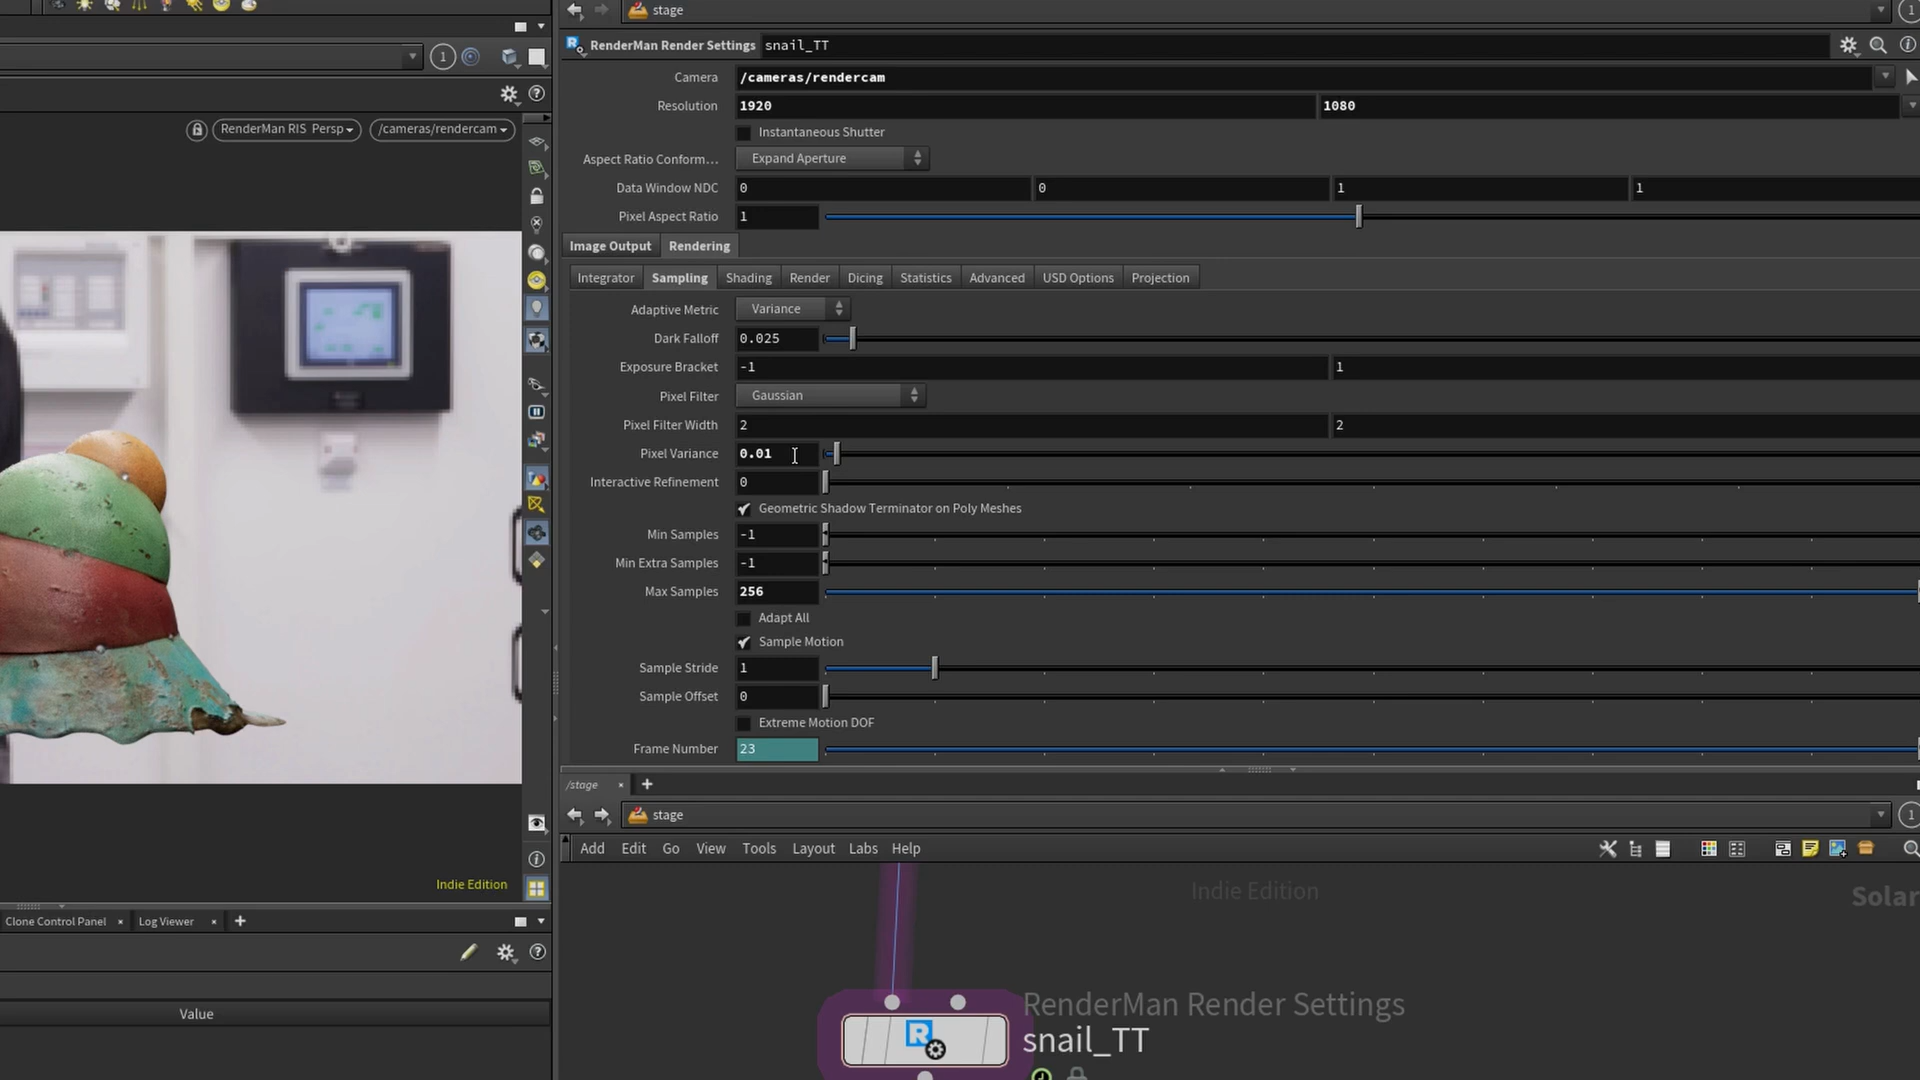 stage
1
RenderMan Render Settings snail_TT
1
Camera /cameras/rendercam
Resolution 1920 1080
RenderMan RIS Persp /cameras/rendercam
Instantaneous Shutter
Aspect Ratio Conform... Expand Aperture
Data Window NDC 0 0 1 1
Pixel Aspect Ratio 1
Image Output Rendering
Integrator Sampling Shading Render Dicing Statistics Advanced USD Options Projection
Adaptive Metric Variance
Dark Falloff 0.025
Exposure Bracket -1 1
Pixel Filter Gaussian
Pixel Filter Width 2 2
Pixel Variance 0.01
Interactive Refinement 0
Geometric Shadow Terminator on Poly Meshes
Min Samples -1
Min Extra Samples -1
Max Samples 256
Adapt All
Sample Motion
Sample Stride 1
Sample Offset 0
Extreme Motion DOF
Frame Number 23
/stage
stage
1
Add Edit Go View Tools Layout Labs Help
Indie Edition
Indie Edition
Solar
Clone Control Panel Log Viewer
Value
RenderMan Render Settings
snail_TT